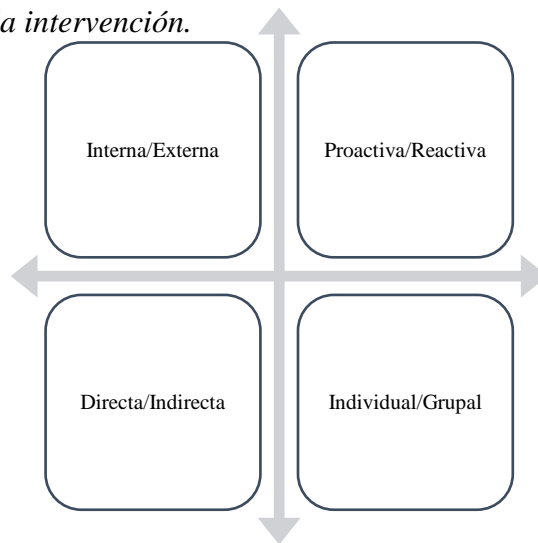 a intervención.
Interna/Externa
Proactiva/Reactiva
Directa/Indirecta
Individual/Grupal